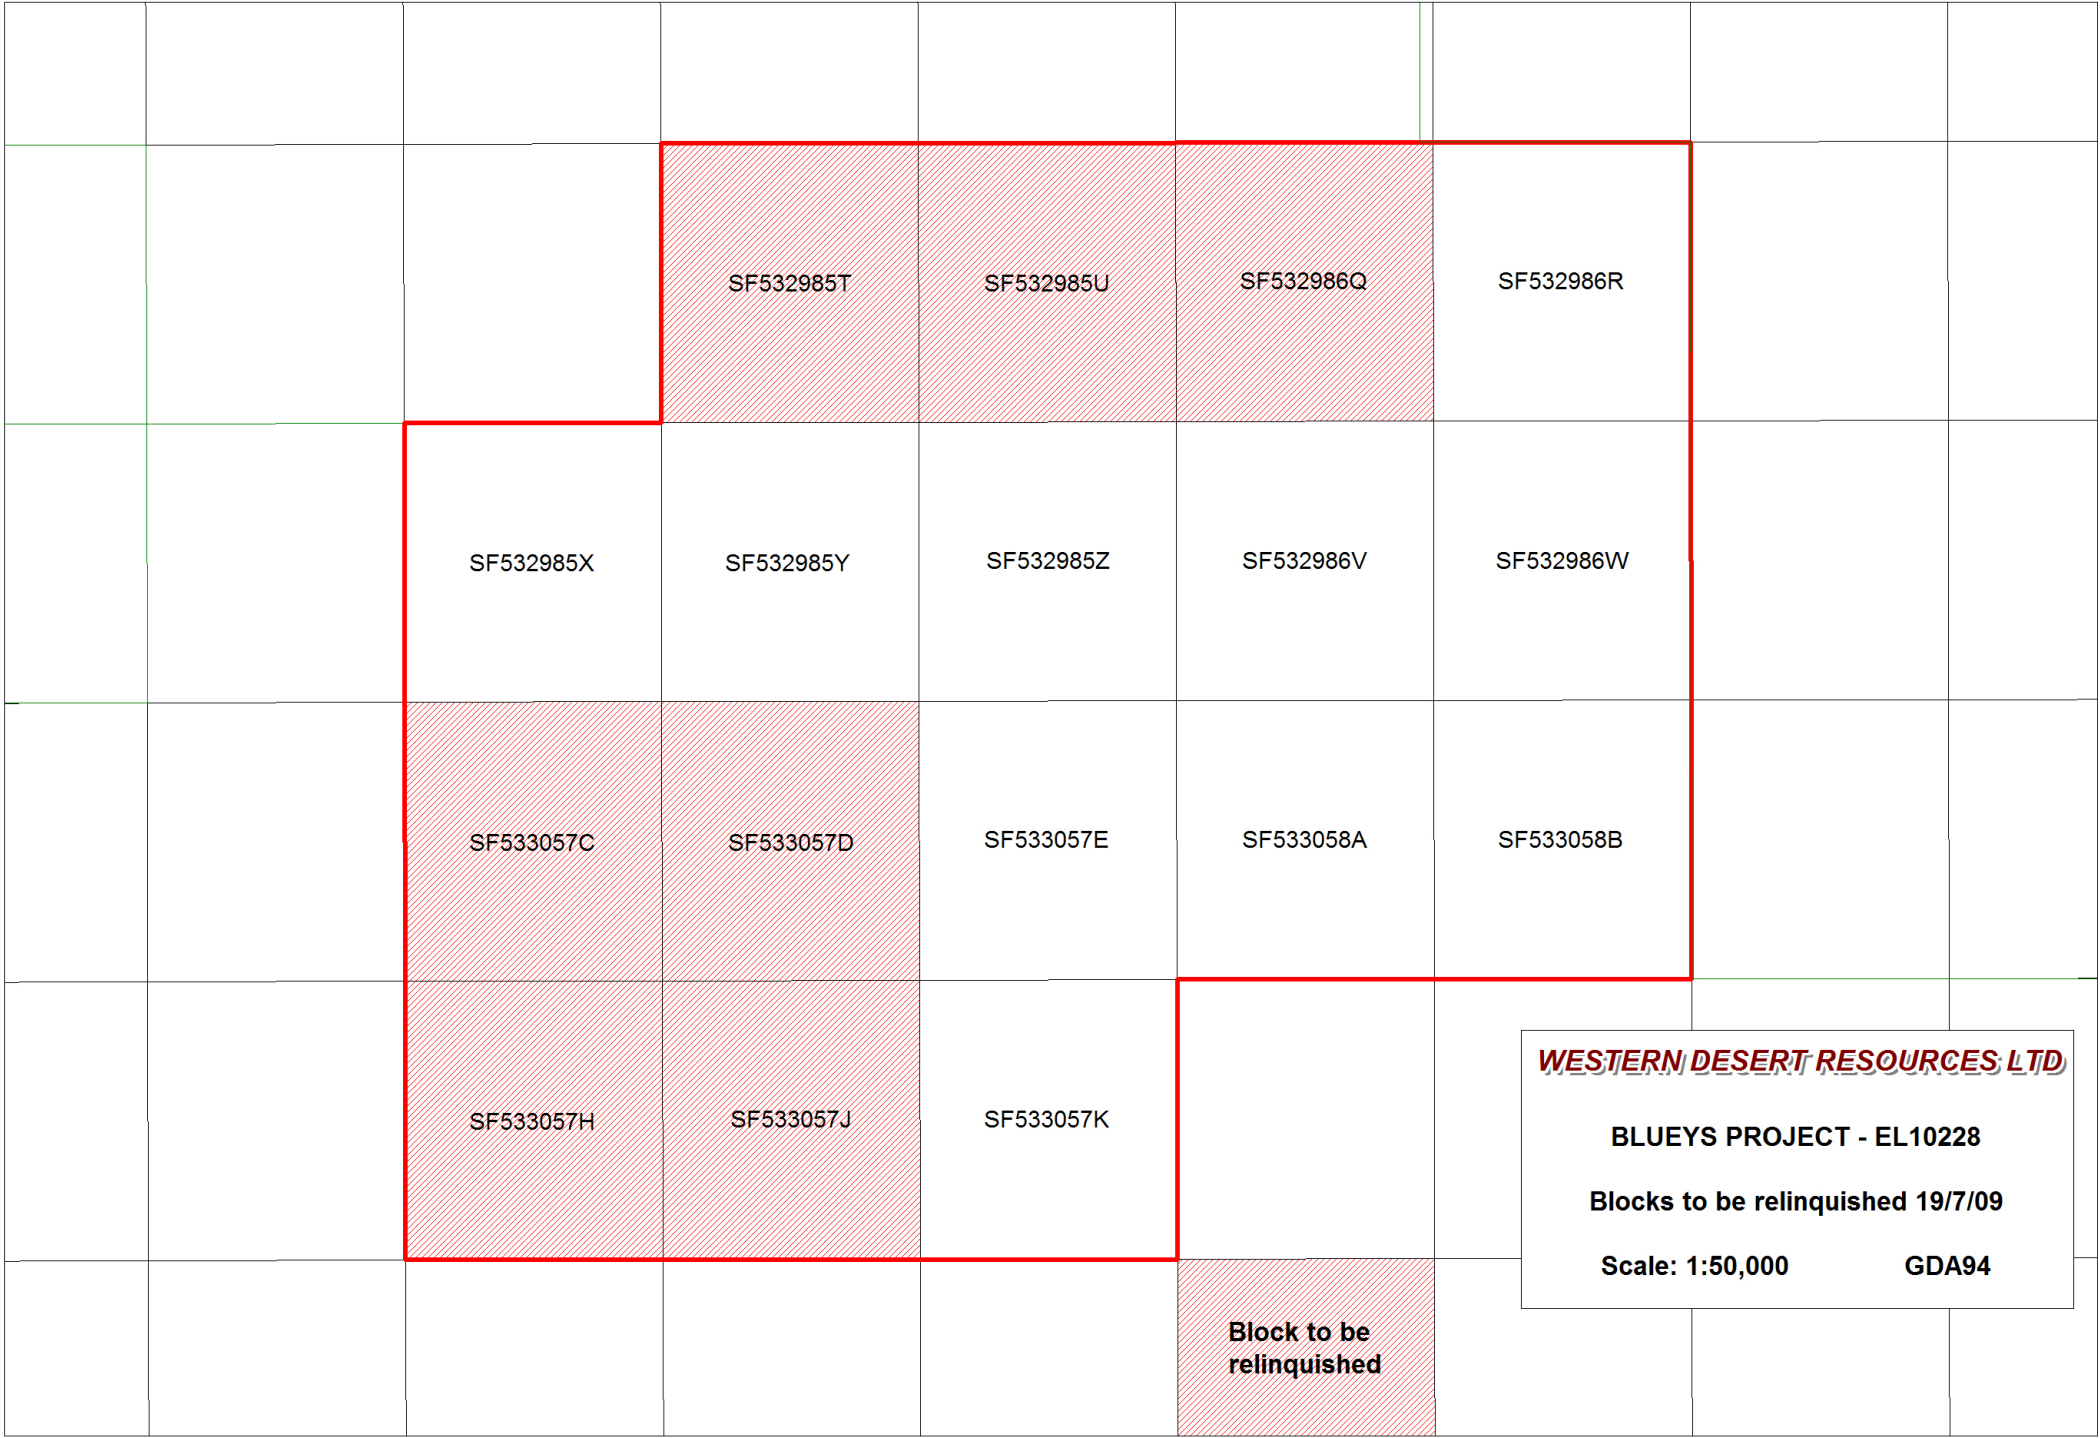 SF532985T
SF532985U
SF532986Q
SF532986R
SF532985X
SF532985Y
SF532985Z
SF532986V
SF532986W
SF533057C
SF533057D
SF533057E
SF533058A
SF533058B
SF533057H
SF533057J
SF533057K
WESTERN DESERT RESOURCES LTD
BLUEYS PROJECT - EL10228
Blocks to be relinquished 19/7/09
Scale: 1:50,000 GDA94
Block to be
relinquished